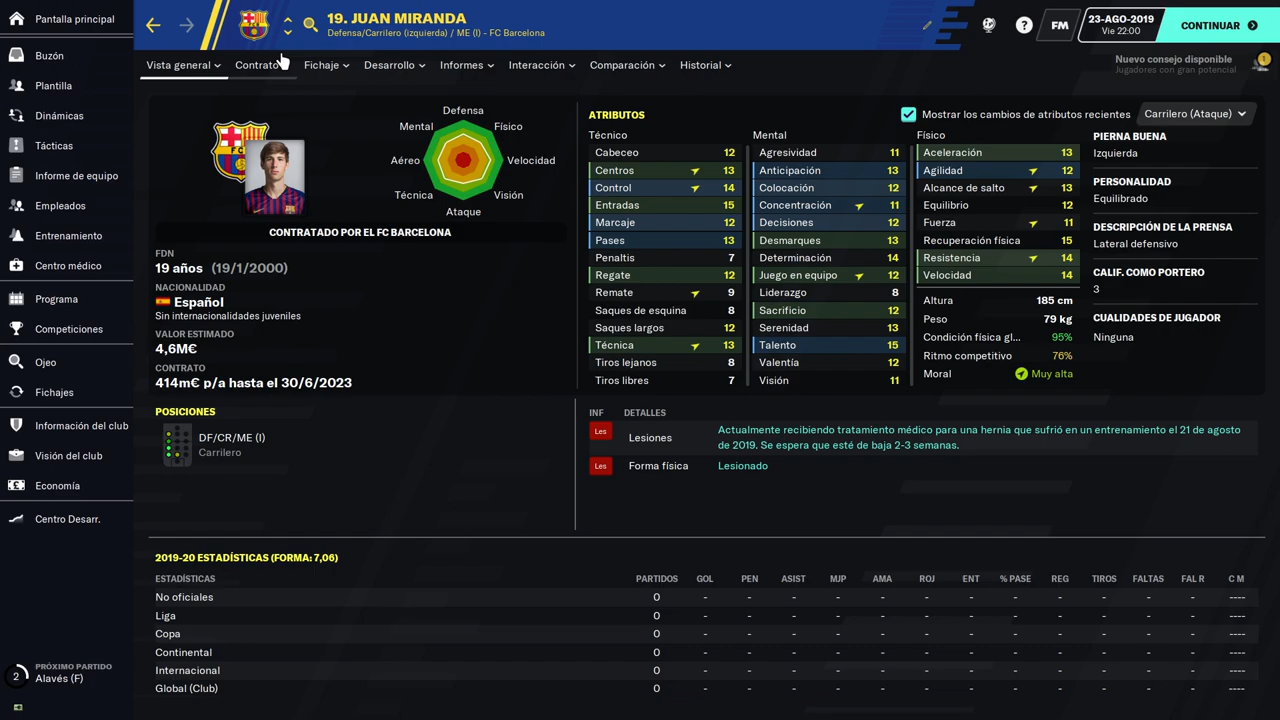 Pantalla principal
Buzón
Plantilla
Dinámicas
Tácticas
Informe de equipo
Empleados
Entrenamiento
Centro médico
Programa
Competiciones
Ojeo
Fichajes
Información del club
Visión del club
Economía
Centro Desarr.
2
PRÓXIMO PARTIDO
Alavés (F)
19. JUAN MIRANDA
Defensa/Carrilero (izquierda) / ME (I) - FC Barcelona
FM
23-AGO-2019
Vie 22:00
CONTINUAR
Vista general
Contrato
Fichaje
Desarrollo
Informes
Interacción
Comparación
Historial
Nuevo consejo disponible
Jugadores con gran potencial
1
Defensa
Mental
Físico
Aéreo
Velocidad
Técnica
Visión
Ataque
CONTRATADO POR EL FC BARCELONA
FDN
19 años (19/1/2000)
NACIONALIDAD
Español
Sin internacionalidades juveniles
VALOR ESTIMADO
4,6M€
CONTRATO
414m€ p/a hasta el 30/6/2023
ATRIBUTOS
Mostrar los cambios de atributos recientes
Carrilero (Ataque)
Técnico
Cabeceo 12
Centros 13
Control 14
Entradas 15
Marcaje 12
Pases 13
Penaltis 7
Regate 12
Remate 9
Saques de esquina 8
Saques largos 12
Técnica 13
Tiros lejanos 8
Tiros libres 7
Mental
Agresividad 11
Anticipación 13
Colocación 12
Concentración 11
Decisiones 12
Desmarques 13
Determinación 14
Juego en equipo 12
Liderazgo 8
Sacrificio 12
Serenidad 13
Talento 15
Valentía 12
Visión 11
Físico
Aceleración 13
Agilidad 12
Alcance de salto 13
Equilibrio 12
Fuerza 11
Recuperación física 15
Resistencia 14
Velocidad 14
Altura 185 cm
Peso 79 kg
Condición física gl... 95%
Ritmo competitivo 76%
Moral Muy alta
PIERNA BUENA
Izquierda
PERSONALIDAD
Equilibrado
DESCRIPCIÓN DE LA PRENSA
Lateral defensivo
CALIF. COMO PORTERO
3
CUALIDADES DE JUGADOR
Ninguna
POSICIONES
DF/CR/ME (I)
Carrilero
INF DETALLES
Les Lesiones Actualmente recibiendo tratamiento médico para una hernia que sufrió en un entrenamiento el 21 de agosto
de 2019. Se espera que esté de baja 2-3 semanas.
Les Forma física Lesionado
2019-20 ESTADÍSTICAS (FORMA: 7,06)
ESTADÍSTICAS PARTIDOS GOL PEN ASIST MJP AMA ROJ ENT % PASE REG TIROS FALTAS FAL R C M
No oficiales 0 - - - - - - - - - - - - ----
Liga 0 - - - - - - - - - - - - ----
Copa 0 - - - - - - - - - - - - ----
Continental 0 - - - - - - - - - - - - ----
Internacional 0 - - - - - - - - - - - - ----
Global (Club) 0 - - - - - - - - - - - - ----